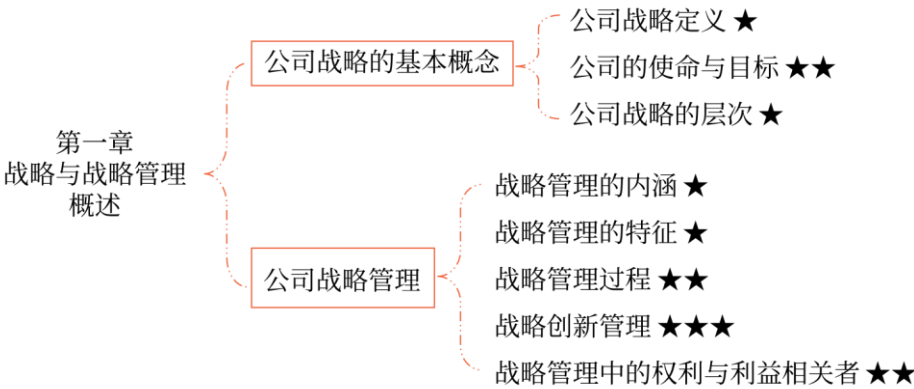 第一章
战略与战略管理
概述
公司战略的基本概念
公司战略定义 ★
公司的使命与目标 ★★
公司战略的层次 ★
公司战略管理
战略管理的内涵 ★
战略管理的特征 ★
战略管理过程 ★★
战略创新管理 ★★★
战略管理中的权利与利益相关者 ★★